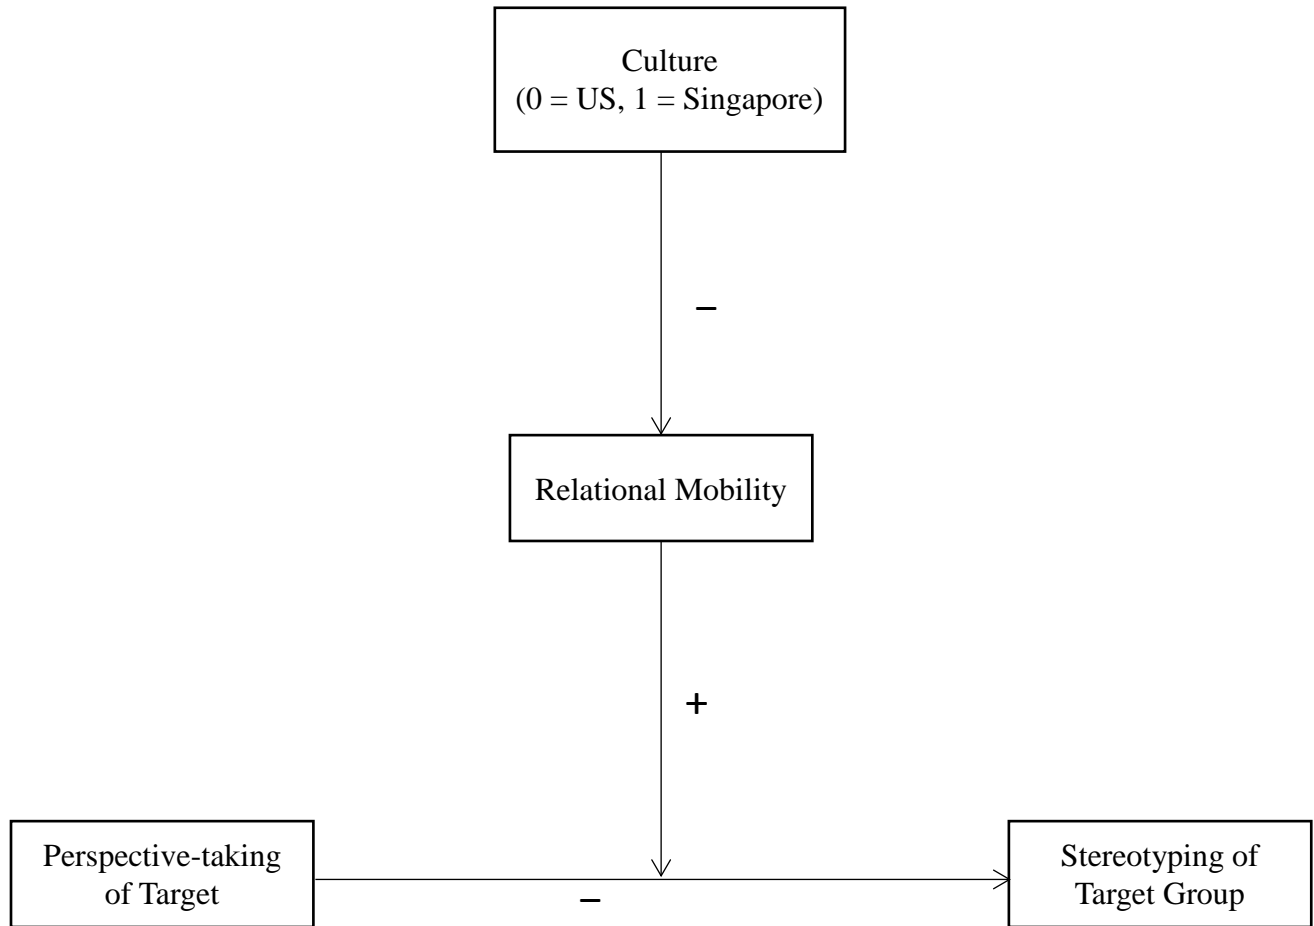 Culture
(0 = US, 1 = Singapore)
–
Relational Mobility
+
Perspective-taking
of Target
–
Stereotyping of
Target Group